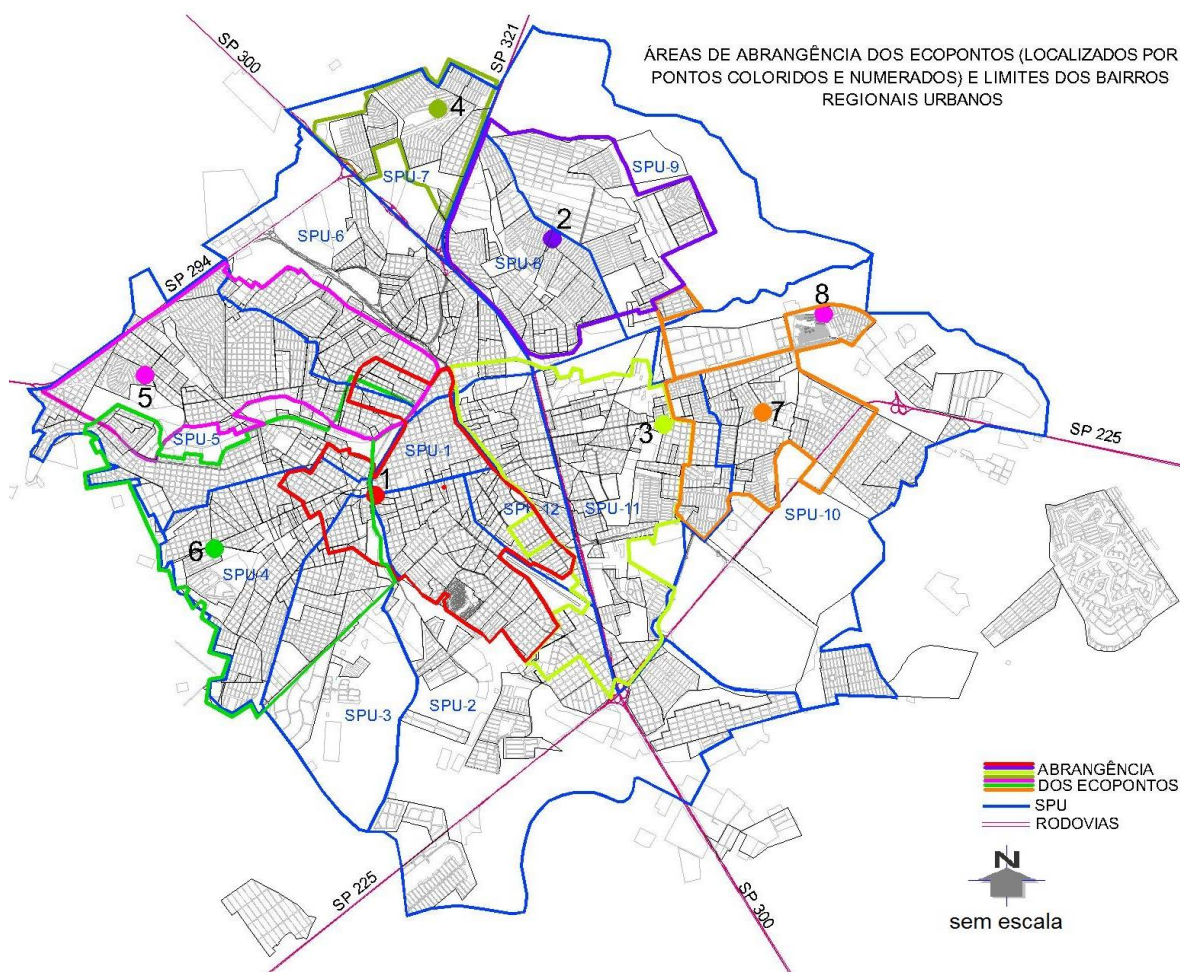 ÁREAS DE ABRANGÊNCIA DOS ECOPONTOS (LOCALIZADOS POR
PONTOS COLORIDOS E NUMERADOS) E LIMITES DOS BAIRROS
REGIONAIS URBANOS
SP 300
SP 321
4
SPU-7
SPU-9
2
SPU-6
SPU-8
SP 294
8
5
7
3
SP 225
SPU-5
SPU-1
1
SPU-12
SPU-11
SPU-10
6
SPU-4
SPU-3
SPU-2
ABRANGÊNCIA
DOS ECOPONTOS
SPU
RODOVIAS
N
sem escala
SP 225
SP 300